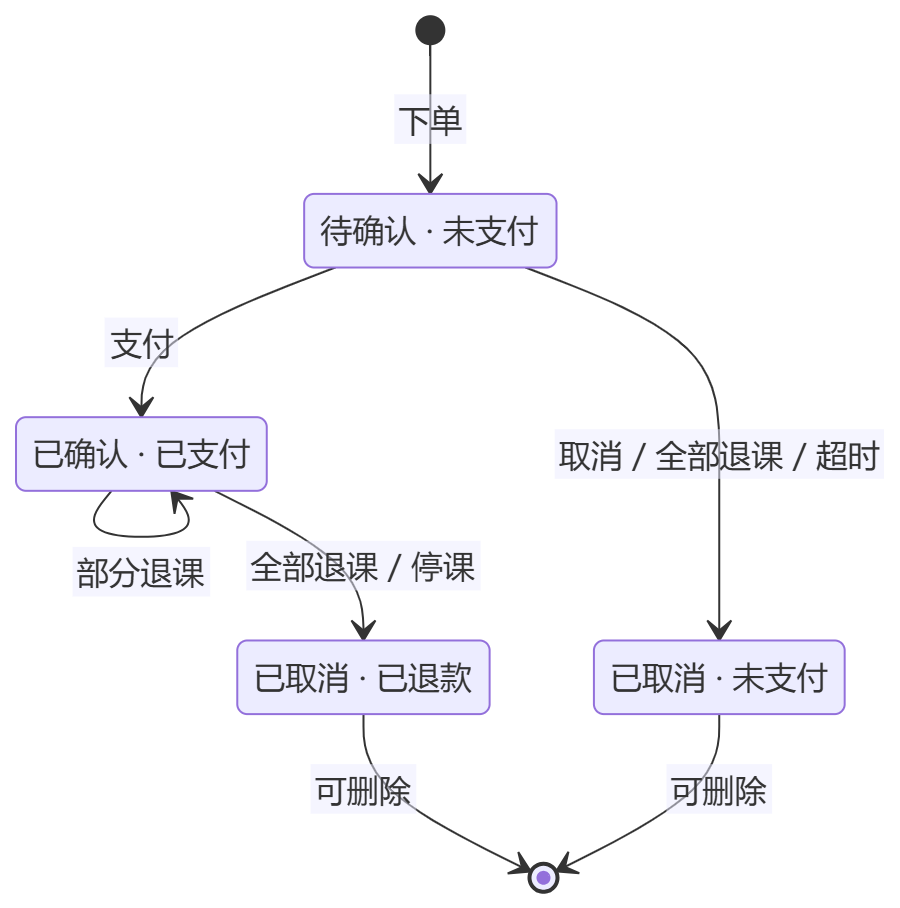 下单
待确认 · 未支付
支付
已确认 · 已支付
取消 / 全部退课 / 超时
部分退课
全部退课 / 停课
已取消 · 已退款
已取消 · 未支付
可删除
可删除